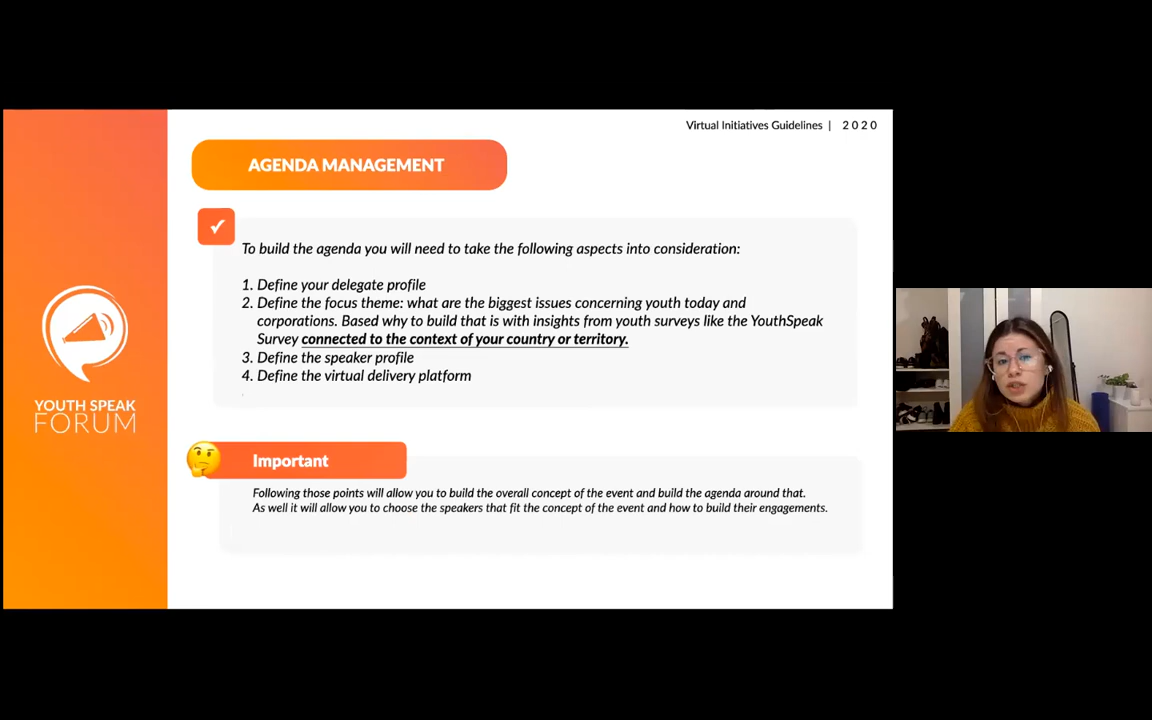 Virtual Initiatives Guidelines | 2020
AGENDA MANAGEMENT
To build the agenda you will need to take the following aspects into consideration:
1. Define your delegate profile
2. Define the focus theme: what are the biggest issues concerning youth today and
corporations. Based why to build that is with insights from youth surveys like the YouthSpeak
Survey connected to the context of your country or territory.
3. Define the speaker profile
4. Define the virtual delivery platform
YOUTH SPEAK
FORUM
Important
Following those points will allow you to build the overall concept of the event and build the agenda around that.
As well it will allow you to choose the speakers that fit the concept of the event and how to build their engagements.